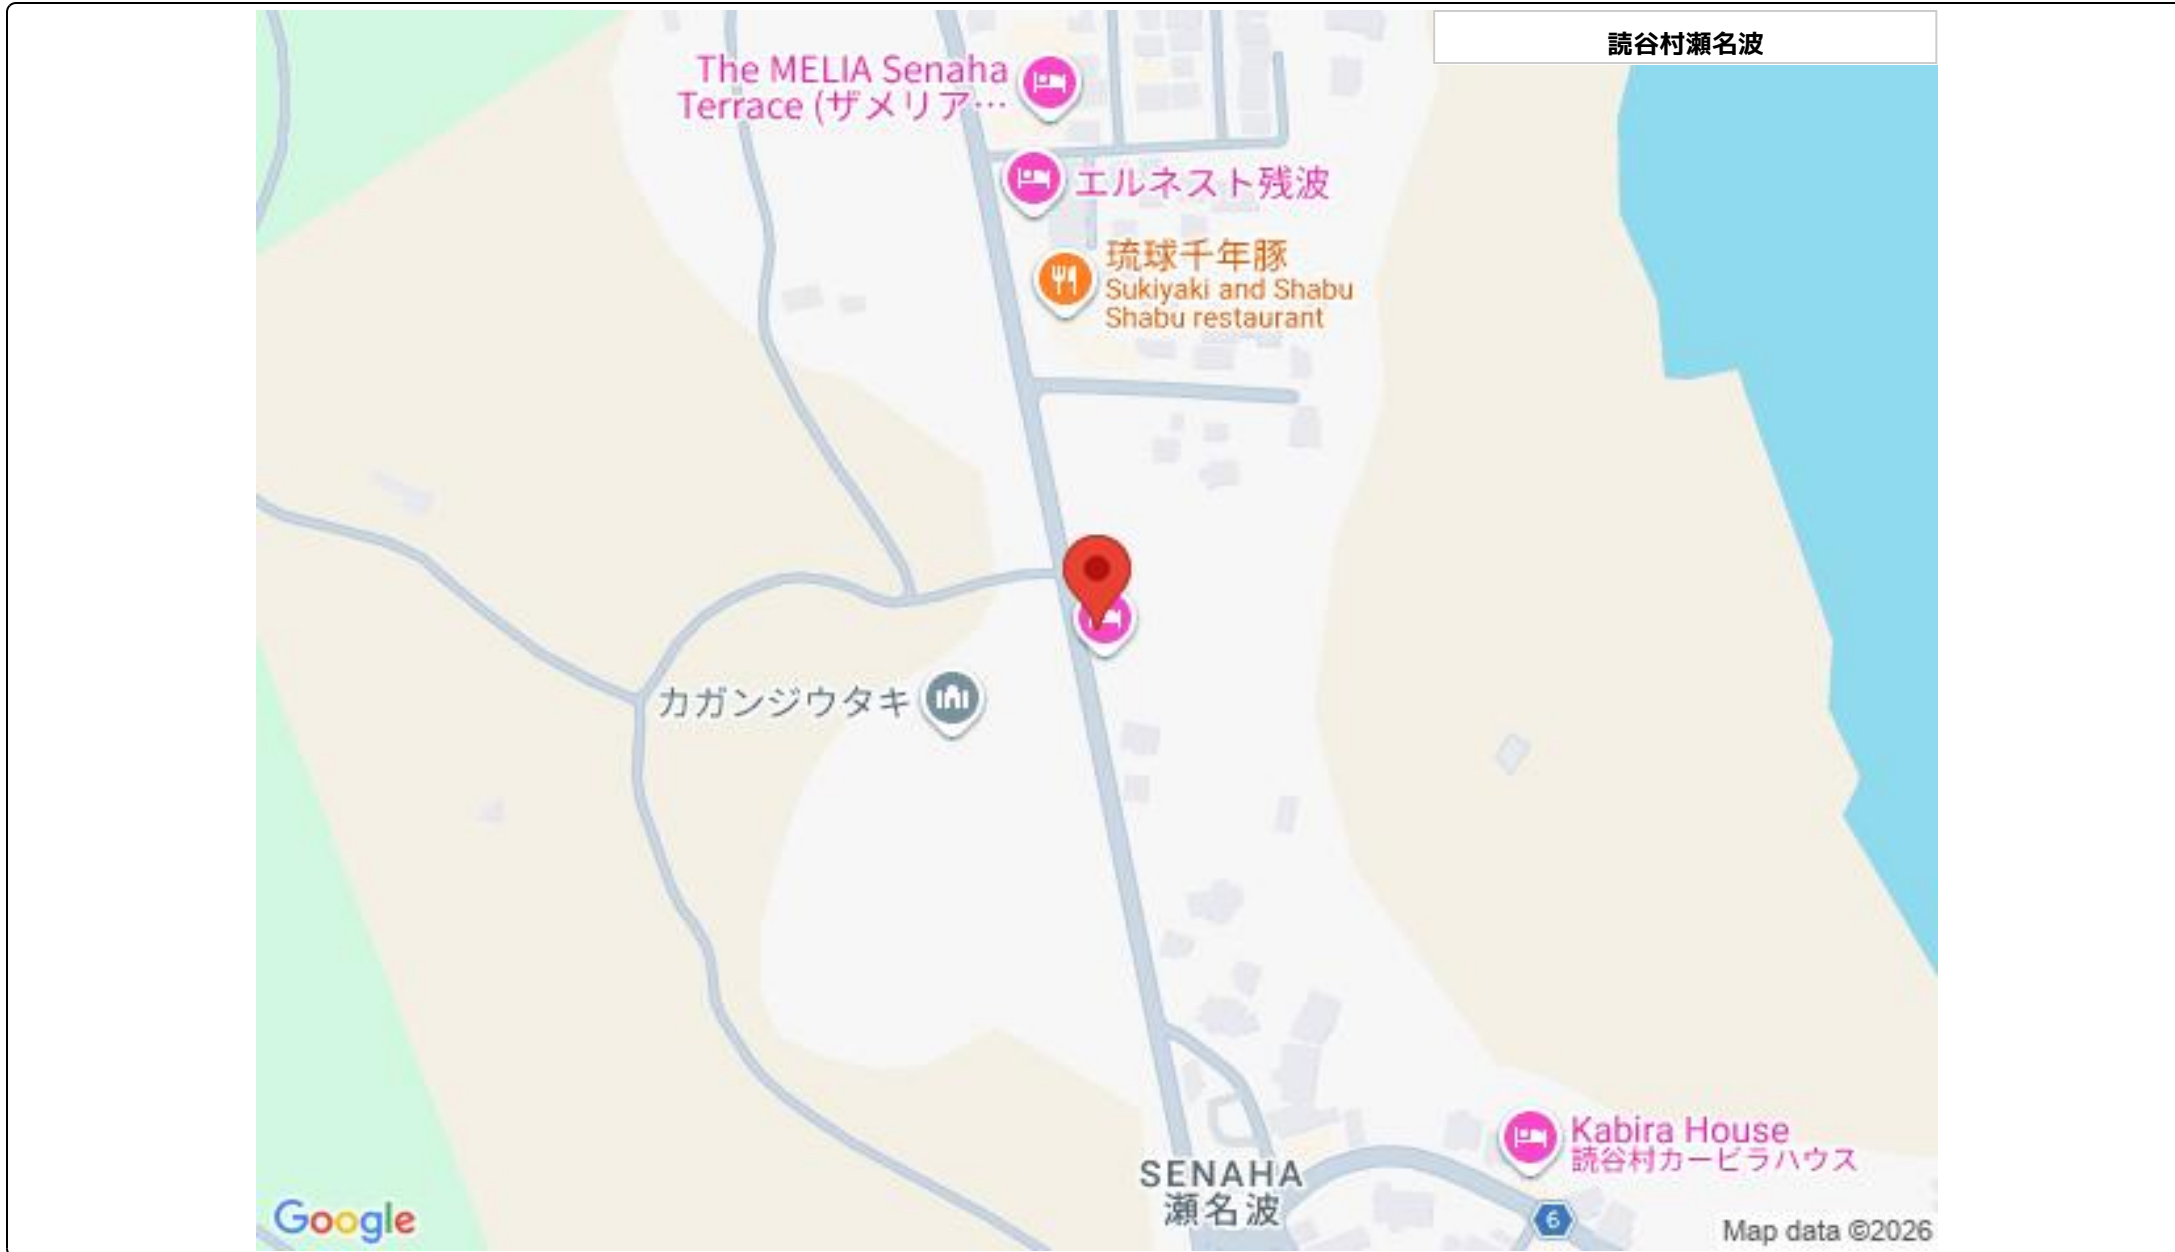 読谷村瀬名波
The MELIA Senaha
Terrace (ザメリア…
エルネスト残波
琉球千年豚
Sukiyaki and Shabu
Shabu restaurant
カガンジウタキ
Kabira House
読谷村カービラハウス
SENAHA
瀬名波
6
Google
Map data ©2026